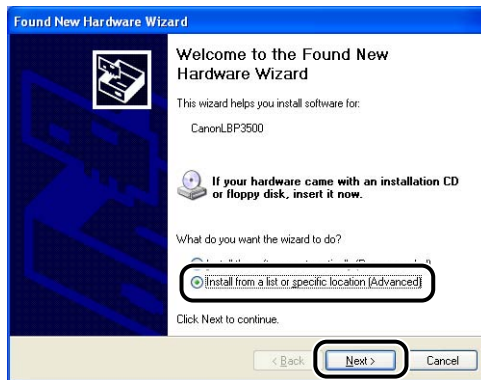 Found New Hardware Wizard
Welcome to the Found New
Hardware Wizard
This wizard helps you install software for:
CanonLBP3500
If your hardware came with an installation CD
or floppy disk, insert it now.
What do you want the wizard to do?
Install from a list or specific location (Advanced)
Click Next to continue.
< Back
Next >
Cancel